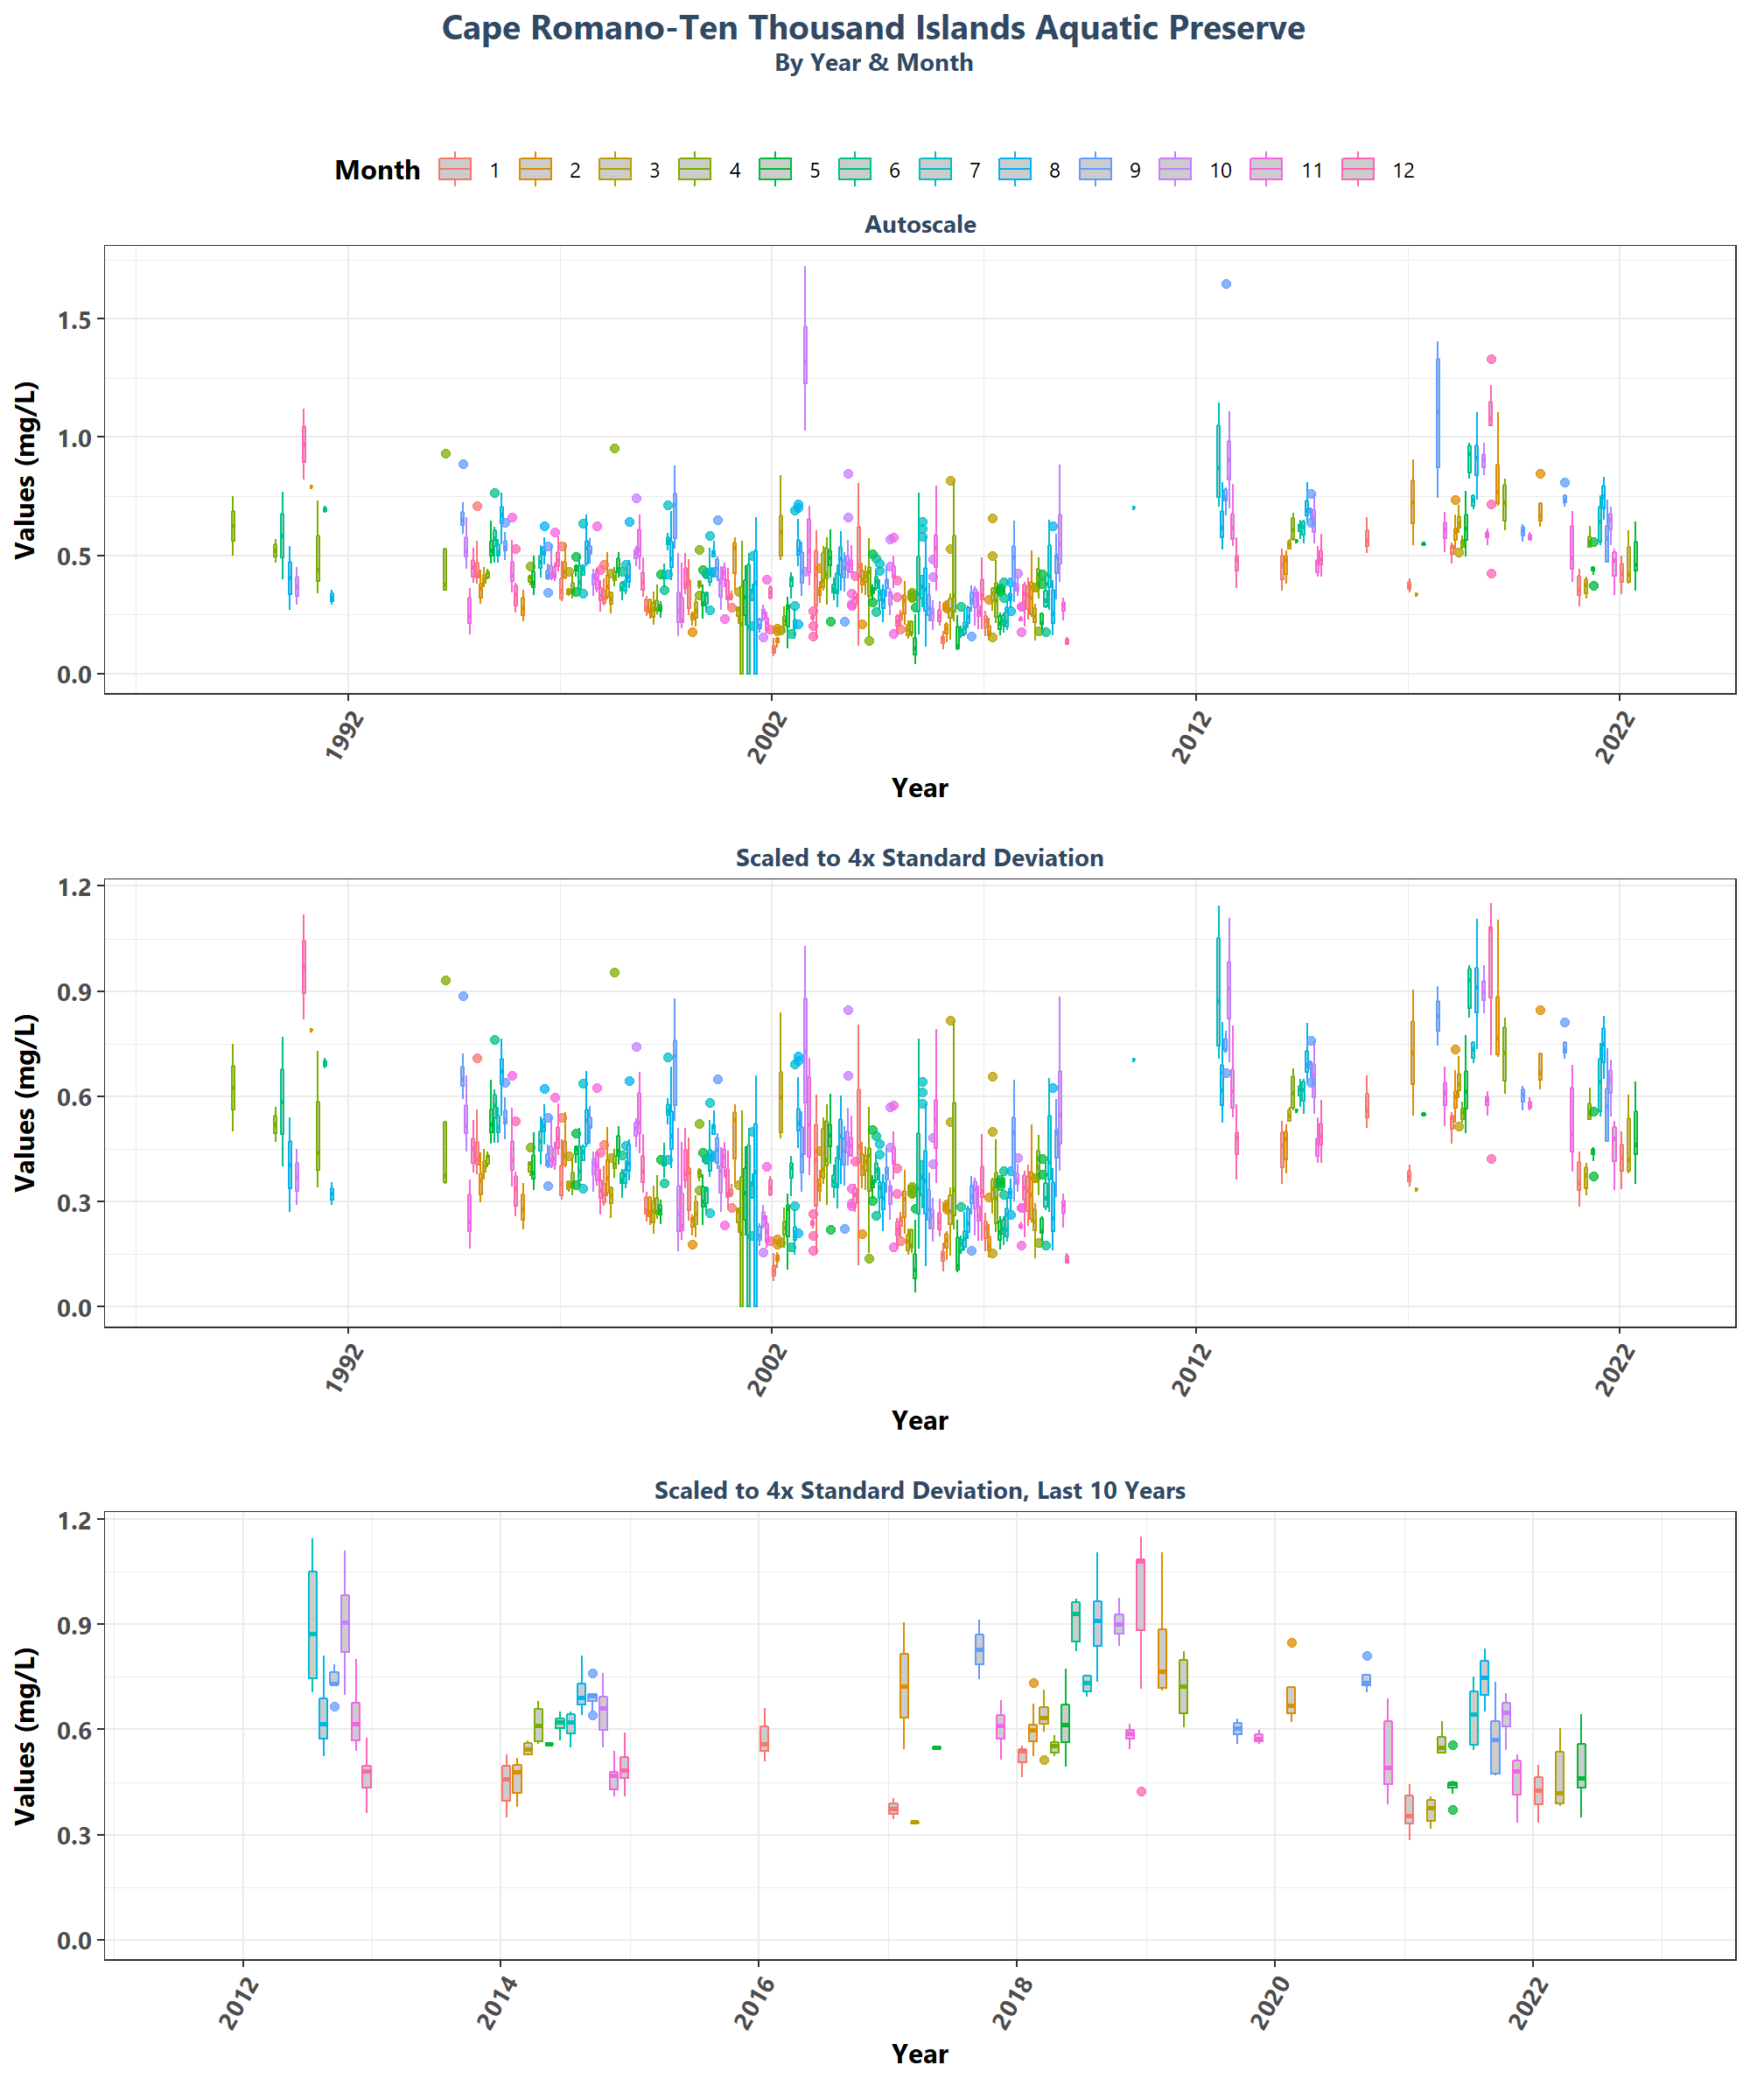 Cape Romano-Ten Thousand Islands Aquatic Preserve
By Year & Month
Month 1 2 3 4 5 6 7 8 9 10 11 12
Autoscale
Values (mg/L)
1.5
1.0
0.5
0.0
1992 2002 2012 2022
Year
Scaled to 4x Standard Deviation
Values (mg/L)
1.2
0.9
0.6
0.3
0.0
1992 2002 2012 2022
Year
Scaled to 4x Standard Deviation, Last 10 Years
Values (mg/L)
1.2
0.9
0.6
0.3
0.0
2012 2014 2016 2018 2020 2022
Year